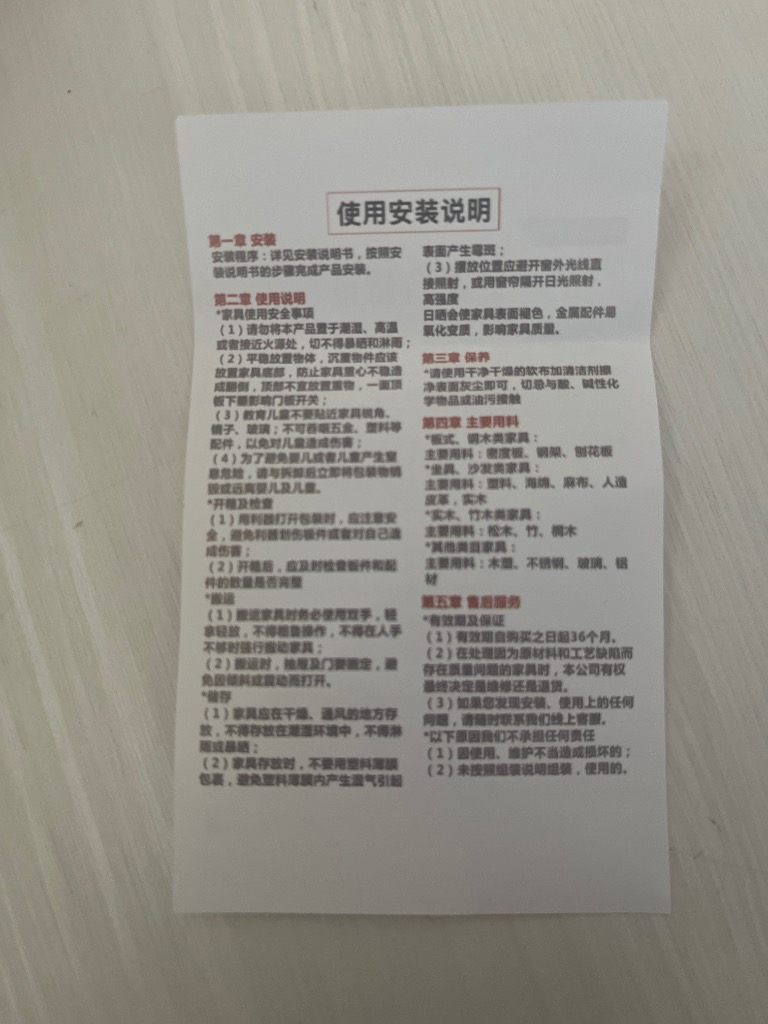 使用安装说明
第一章 安装
安装程序：详见安装说明书，按照安
装说明书的步骤完成产品安装。
第二章 使用说明
*家具使用安全事项
（1）请勿将本产品置于潮湿、高温
或者接近火源处，切不得暴晒和淋雨；
（2）平稳放置物体，沉重物件应该
放置家具底部，防止家具重心不稳造
成翻倒，顶部不宜放置重物，一面顶
板下垂影响门板开关；
（3）教育儿童不要贴近家具锐角、
镜子、玻璃；不可吞咽五金、塑料等
配件，以免对儿童造成伤害；
（4）为了避免婴儿或者儿童产生窒
息危险，请与拆卸后立即将包装物销
毁或远离婴儿及儿童。
*开箱及检查
（1）用利器打开包装时，应注意安
全，避免利器划伤板件或者对自己造
成伤害；
（2）开箱后，应及时检查板件和配
件的数量是否完整
*搬运
（1）搬运家具时务必使用双手，轻
拿轻放，不得粗鲁操作，不得在人手
不够时强行搬动家具；
（2）搬运时，抽屉及门要固定，避
免因倾斜或震动而打开。
*储存
（1）家具应在干燥、通风的地方存
放，不得存放在潮湿环境中，不得淋
雨或暴晒；
（2）家具存放时，不要用塑料薄膜
包裹，避免塑料薄膜内产生湿气引起
表面产生霉斑；
（3）摆放位置应避开窗外光线直
接照射，或用窗帘隔开日光照射，
高强度
日晒会使家具表面褪色，金属配件易
氧化变质，影响家具质量。
第三章 保养
*请使用干净干燥的软布加清洁剂擦
净表面灰尘即可，切忌与酸、碱性化
学物品或油污接触
第四章 主要用料
*板式、钢木类家具：
主要用料：密度板、钢架、刨花板
*坐具、沙发类家具：
主要用料：塑料、海绵、麻布、人造
皮革，实木
*实木、竹木类家具：
主要用料：松木、竹、橡木
*其他类目家具：
主要用料：木塑、不锈钢、玻璃、铝
材
第五章 售后服务
*有效期及保证
（1）有效期自购买之日起36个月。
（2）在处理因为原材料和工艺缺陷而
存在质量问题的家具时，本公司有权
最终决定是维修还是退货。
（3）如果您发现安装、使用上的任何
问题，请随时联系我们线上客服。
*以下原因我们不承担任何责任
（1）因使用、维护不当造成损坏的；
（2）未按照组装说明组装，使用的。